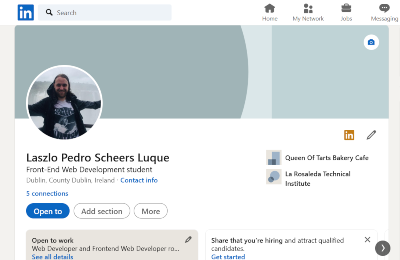 in
Search
Home
My Network
Jobs
Messaging
in
Laszlo Pedro Scheers Luque
Front-End Web Development student
Dublin, County Dublin, Ireland · Contact info
5 connections
Queen Of Tarts Bakery Cafe
La Rosaleda Technical
Institute
Open to
Add section
More
Open to work
Web Developer and Frontend Web Developer ro...
See all details
Share that you're hiring and attract qualified
candidates.
Get started